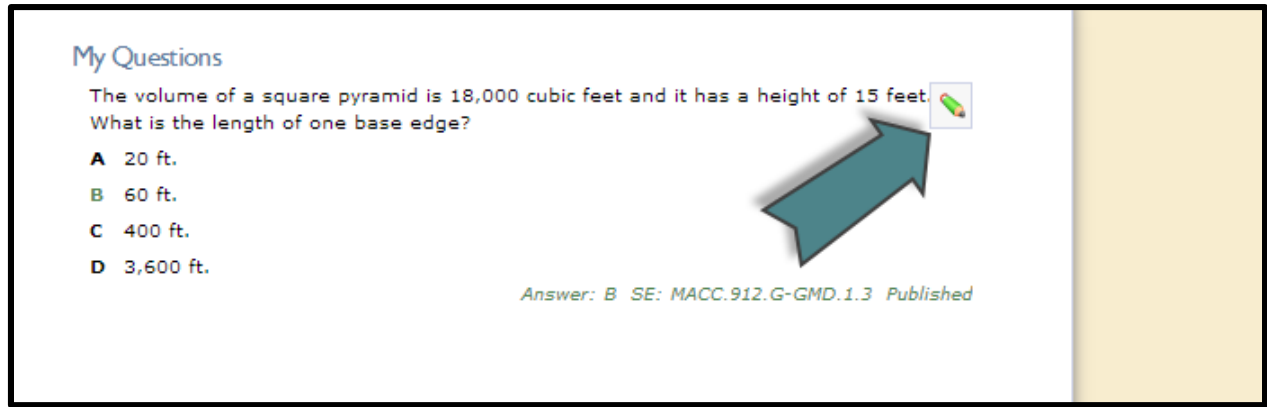 My Questions
The volume of a square pyramid is 18,000 cubic feet and it has a height of 15 feet.
What is the length of one base edge?
A 20 ft.
B 60 ft.
C 400 ft.
D 3,600 ft.
Answer: B SE: MACC.912.G-GMD.1.3 Published